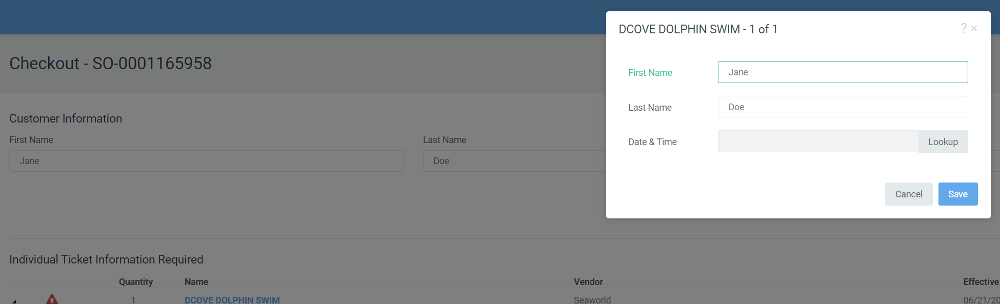 DCOVE DOLPHIN SWIM - 1 of 1
? ×
First Name
Jane
Last Name
Doe
Date & Time
Lookup
Cancel
Save
Checkout - SO-0001165958
Customer Information
First Name
Last Name
Jane
Doe
Individual Ticket Information Required
Quantity Name Vendor Effective
1 DCOVE DOLPHIN SWIM Seaworld 06/21/20